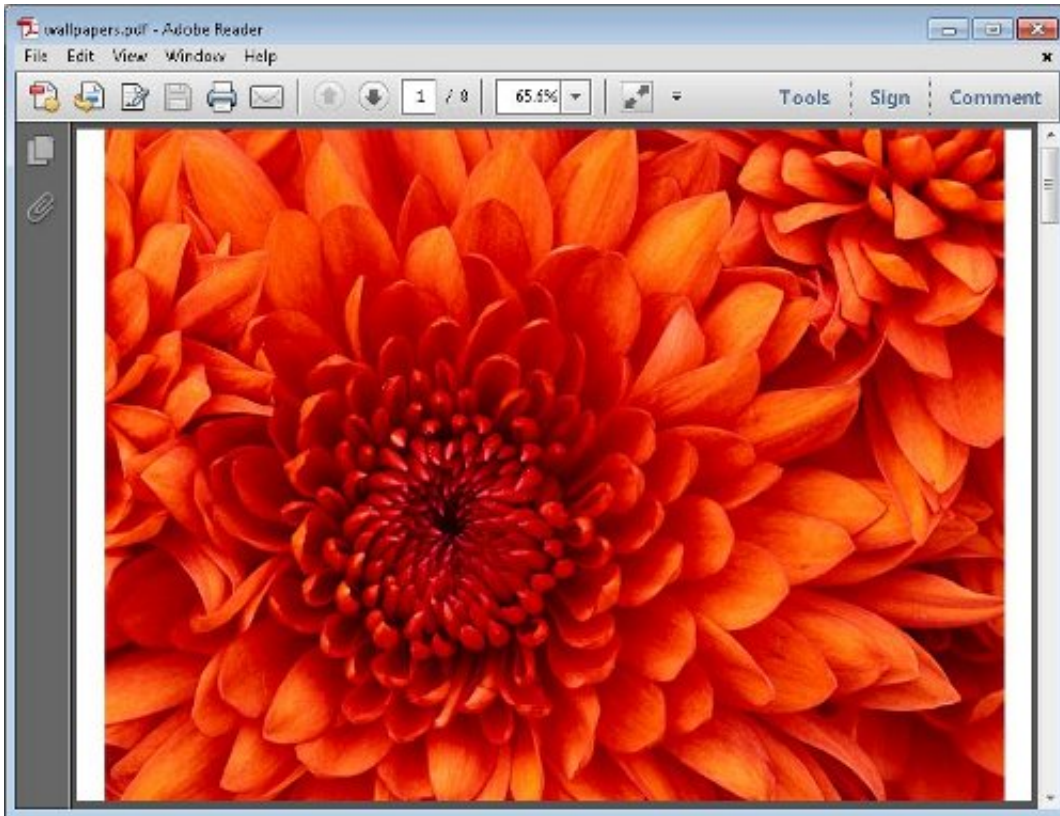 wallpapers.pdf - Adobe Reader
File Edit View Window Help
1 / 8 65.6% Tools Sign Comment